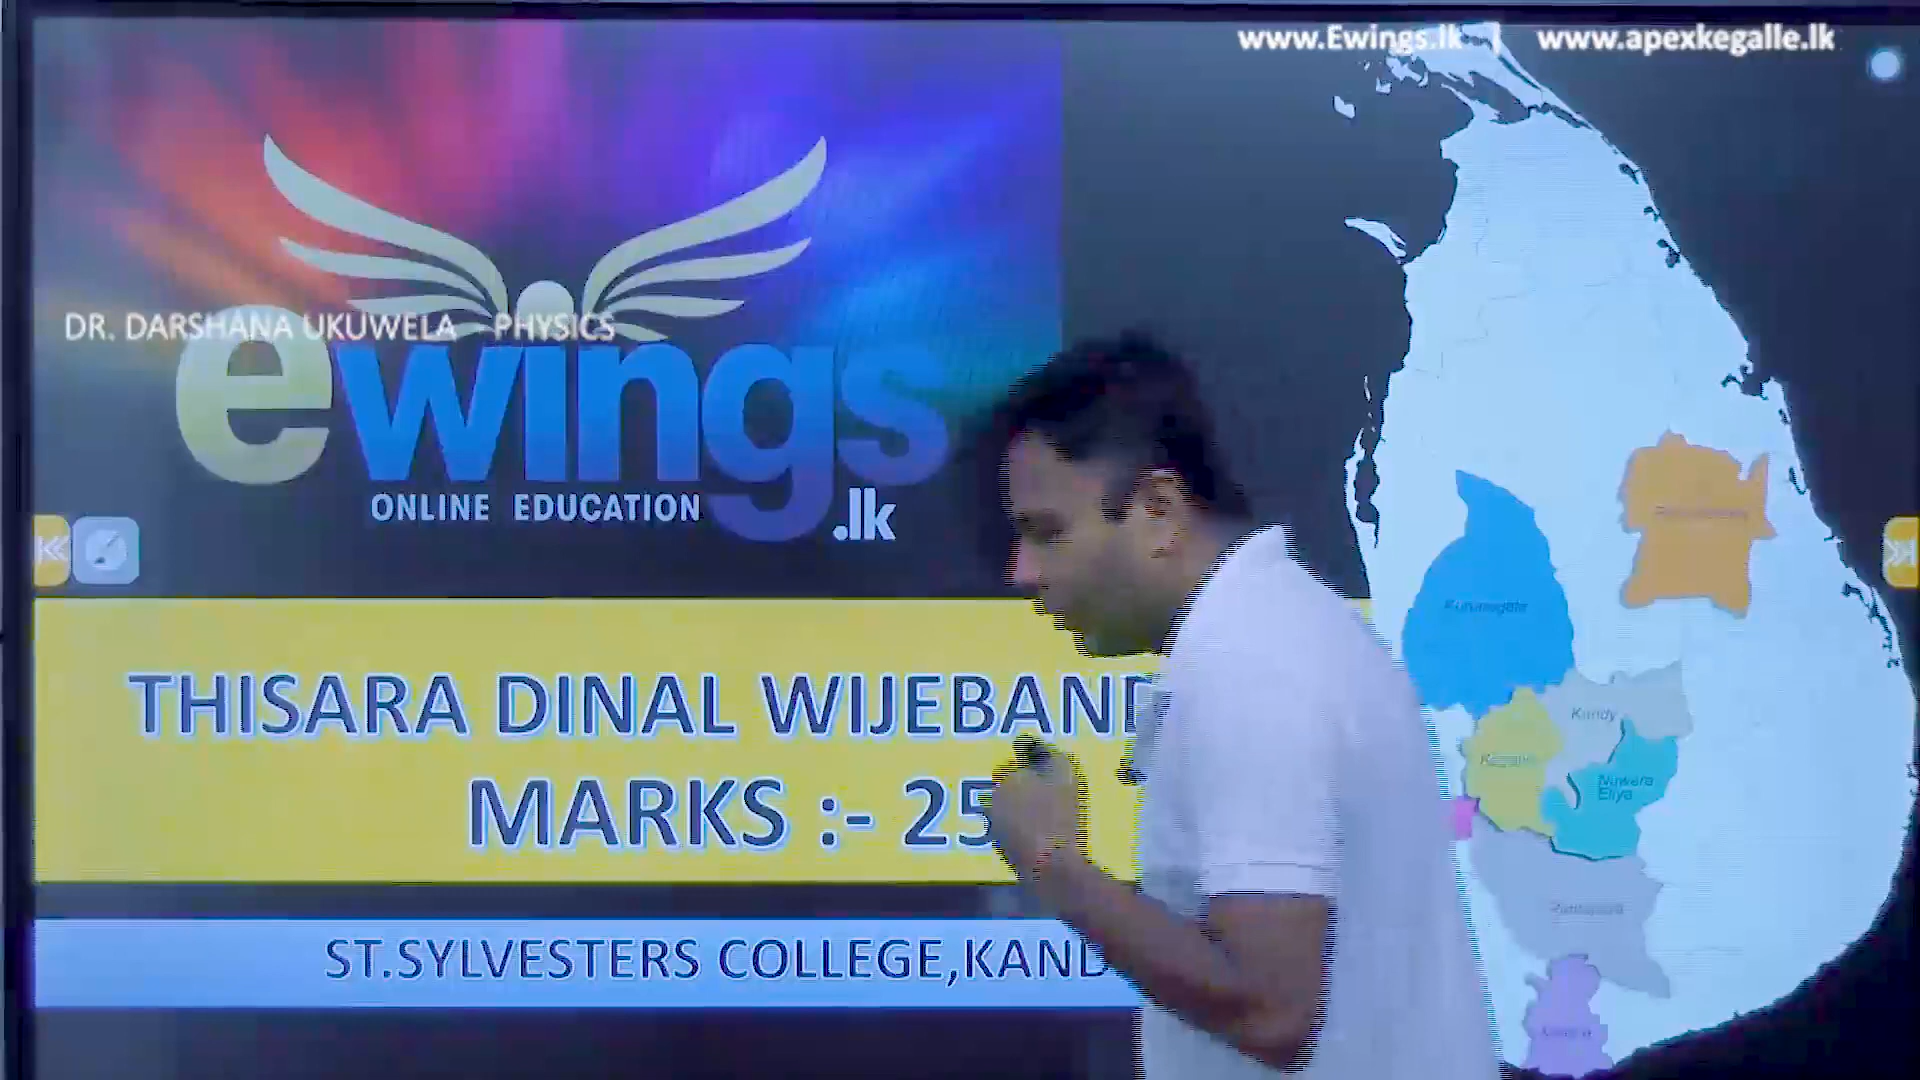 www.Ewings.lk | www.apexkegalle.lk
DR. DARSHANA UKUWELA - PHYSICS
ewings
.lk
ONLINE EDUCATION
Kurunegala
THISARA DINAL WIJEBAND
Kandy
Kegalle
Nuwara
Eliya
MARKS :- 25
Ratnapura
ST.SYLVESTERS COLLEGE,KAND